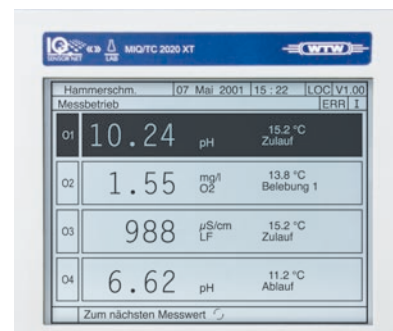 IQ
SENSOR NET
LAB MIQ/TC 2020 XT
WTW
Hammerschm. 07 Mai 2001 15 : 22 LOC V1.00
Messbetrieb ERR I
01 10.24 pH 15.2 °C Zulauf
02 1.55 mg/l O2 13.8 °C Belebung 1
03 988 µS/cm LF 15.2 °C Zulauf
04 6.62 pH 11.2 °C Ablauf
Zum nächsten Messwert